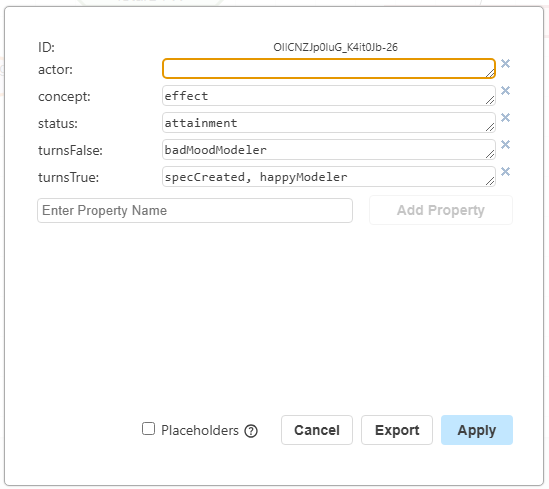 ID: OIICNZJp0luG_K4it0Jb-26
actor:
concept: effect
status: attainment
turnsFalse: badMoodModeler
turnsTrue: specCreated, happyModeler
Enter Property Name Add Property
Placeholders Cancel Export Apply